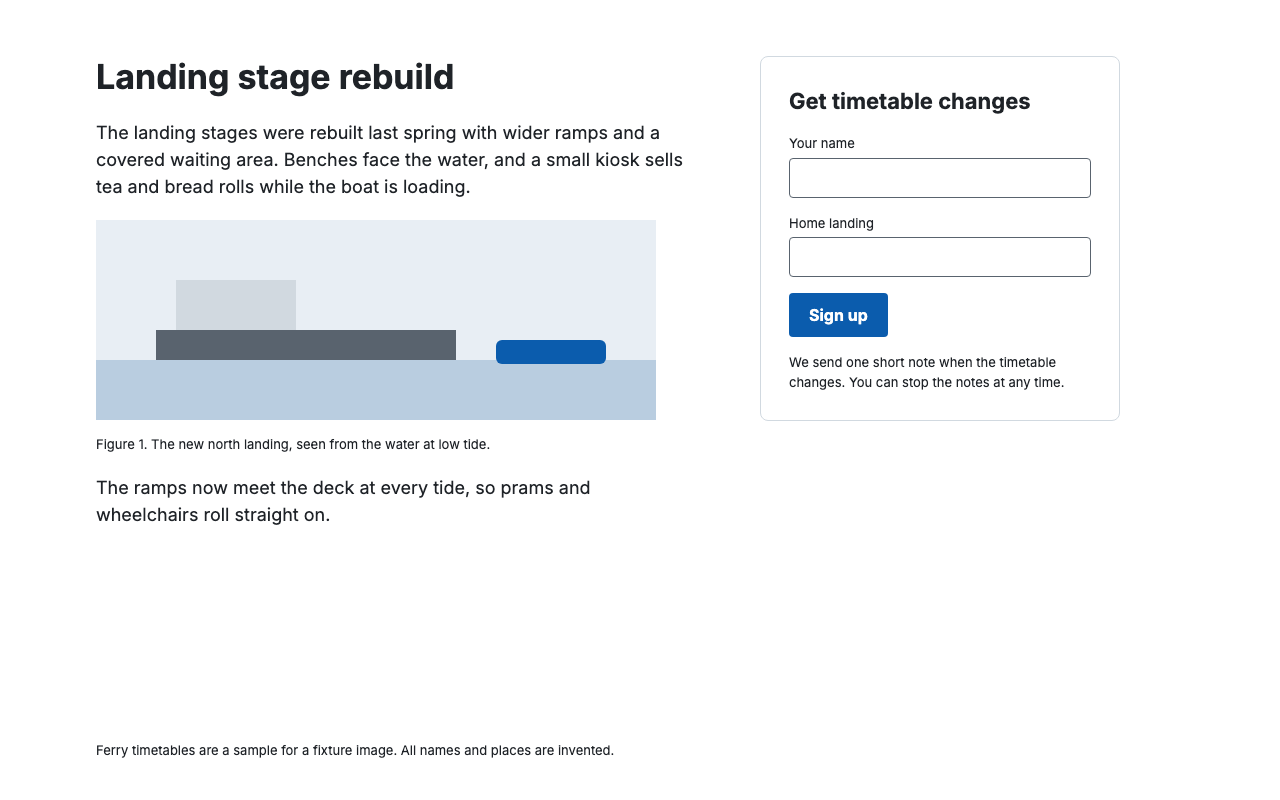 Landing stage rebuild
The landing stages were rebuilt last spring with wider ramps and a
covered waiting area. Benches face the water, and a small kiosk sells
tea and bread rolls while the boat is loading.
Figure 1. The new north landing, seen from the water at low tide.
The ramps now meet the deck at every tide, so prams and
wheelchairs roll straight on.
Get timetable changes
Your name
Home landing
Sign up
We send one short note when the timetable
changes. You can stop the notes at any time.
Ferry timetables are a sample for a fixture image. All names and places are invented.